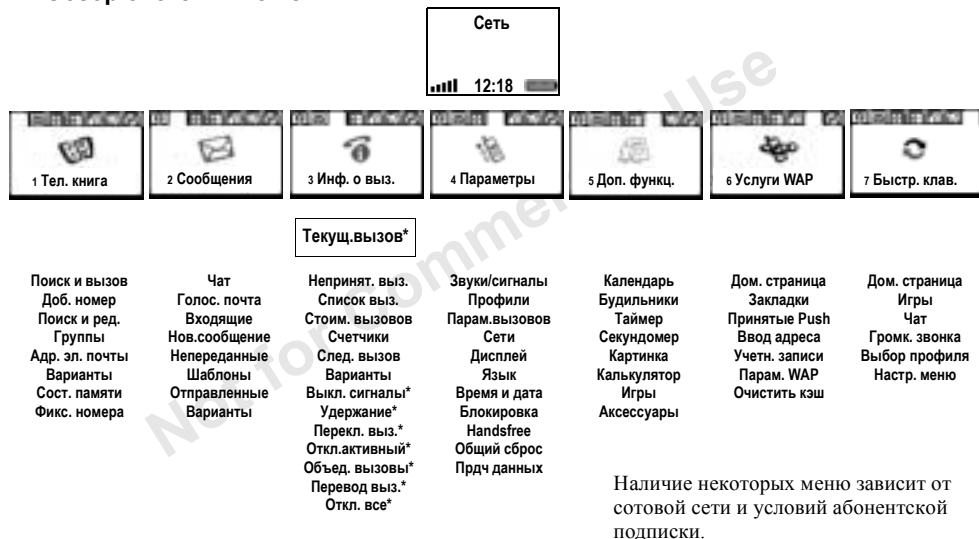 Сеть
12:18
1 Тел. книга
2 Сообщения
3 Инф. о выз.
4 Параметры
5 Доп. функц.
6 Услуги WAP
7 Быстр. клав.
Текущ.вызов*
Поиск и вызов
Доб. номер
Поиск и ред.
Группы
Адр. эл. почты
Варианты
Сост. памяти
Фикс. номера
Чат
Голос. почта
Входящие
Нов.сообщение
Непереданные
Шаблоны
Отправленные
Варианты
Непринят. выз.
Список выз.
Стоим. вызовов
Счетчики
След. вызов
Варианты
Выкл. сигналы*
Удержание*
Перекл. выз.*
Откл.активный*
Объед. вызовы*
Перевод выз.*
Откл. все*
Звуки/сигналы
Профили
Парам.вызовов
Сети
Дисплей
Язык
Время и дата
Блокировка
Handsfree
Общий сброс
Прдч данных
Календарь
Будильники
Таймер
Секундомер
Картинка
Калькулятор
Игры
Аксессуары
Дом. страница
Закладки
Принятые Push
Ввод адреса
Учетн. записи
Парам. WAP
Очистить кэш
Дом. страница
Игры
Чат
Громк. звонка
Выбор профиля
Настр. меню
Наличие некоторых меню зависит от
сотовой сети и условий абонентской
подписки.
Not for Commercial Use